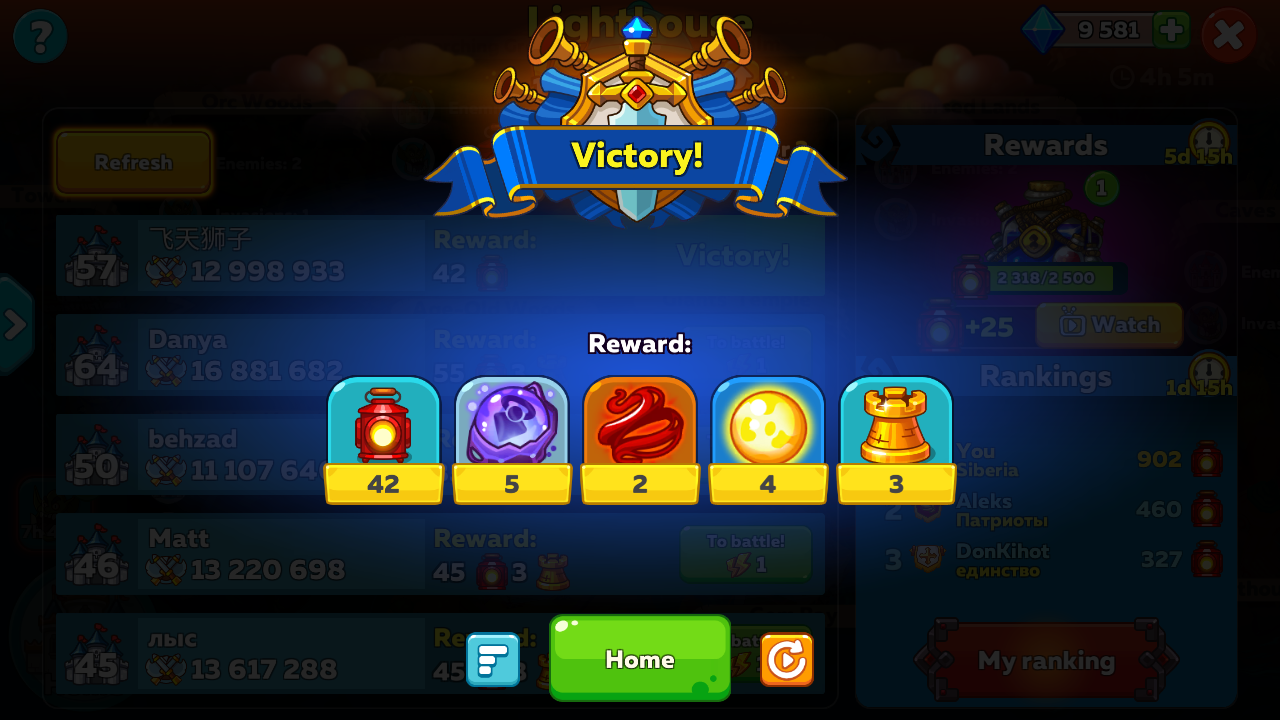 Lighthouse
?
9 581
4h 5m
Refresh
Enemies: 2
Victory!
Rewards
5d 15h
1
2 318/2 500
+25
Watch
Rankings
1d 15h
57
飞天狮子
12 998 933
Reward:
42
Victory!
64
Danya
16 881 682
Reward:
55
To battle!
50
behzad
11 107 64
46
Matt
13 220 698
Reward:
45
3
To battle!
1
45
лыс
13 617 288
45
Reward:
42
5
2
4
3
You
Siberia
902
2
Aleks
Патриоты
460
3
DonKihot
единство
327
Home
My ranking